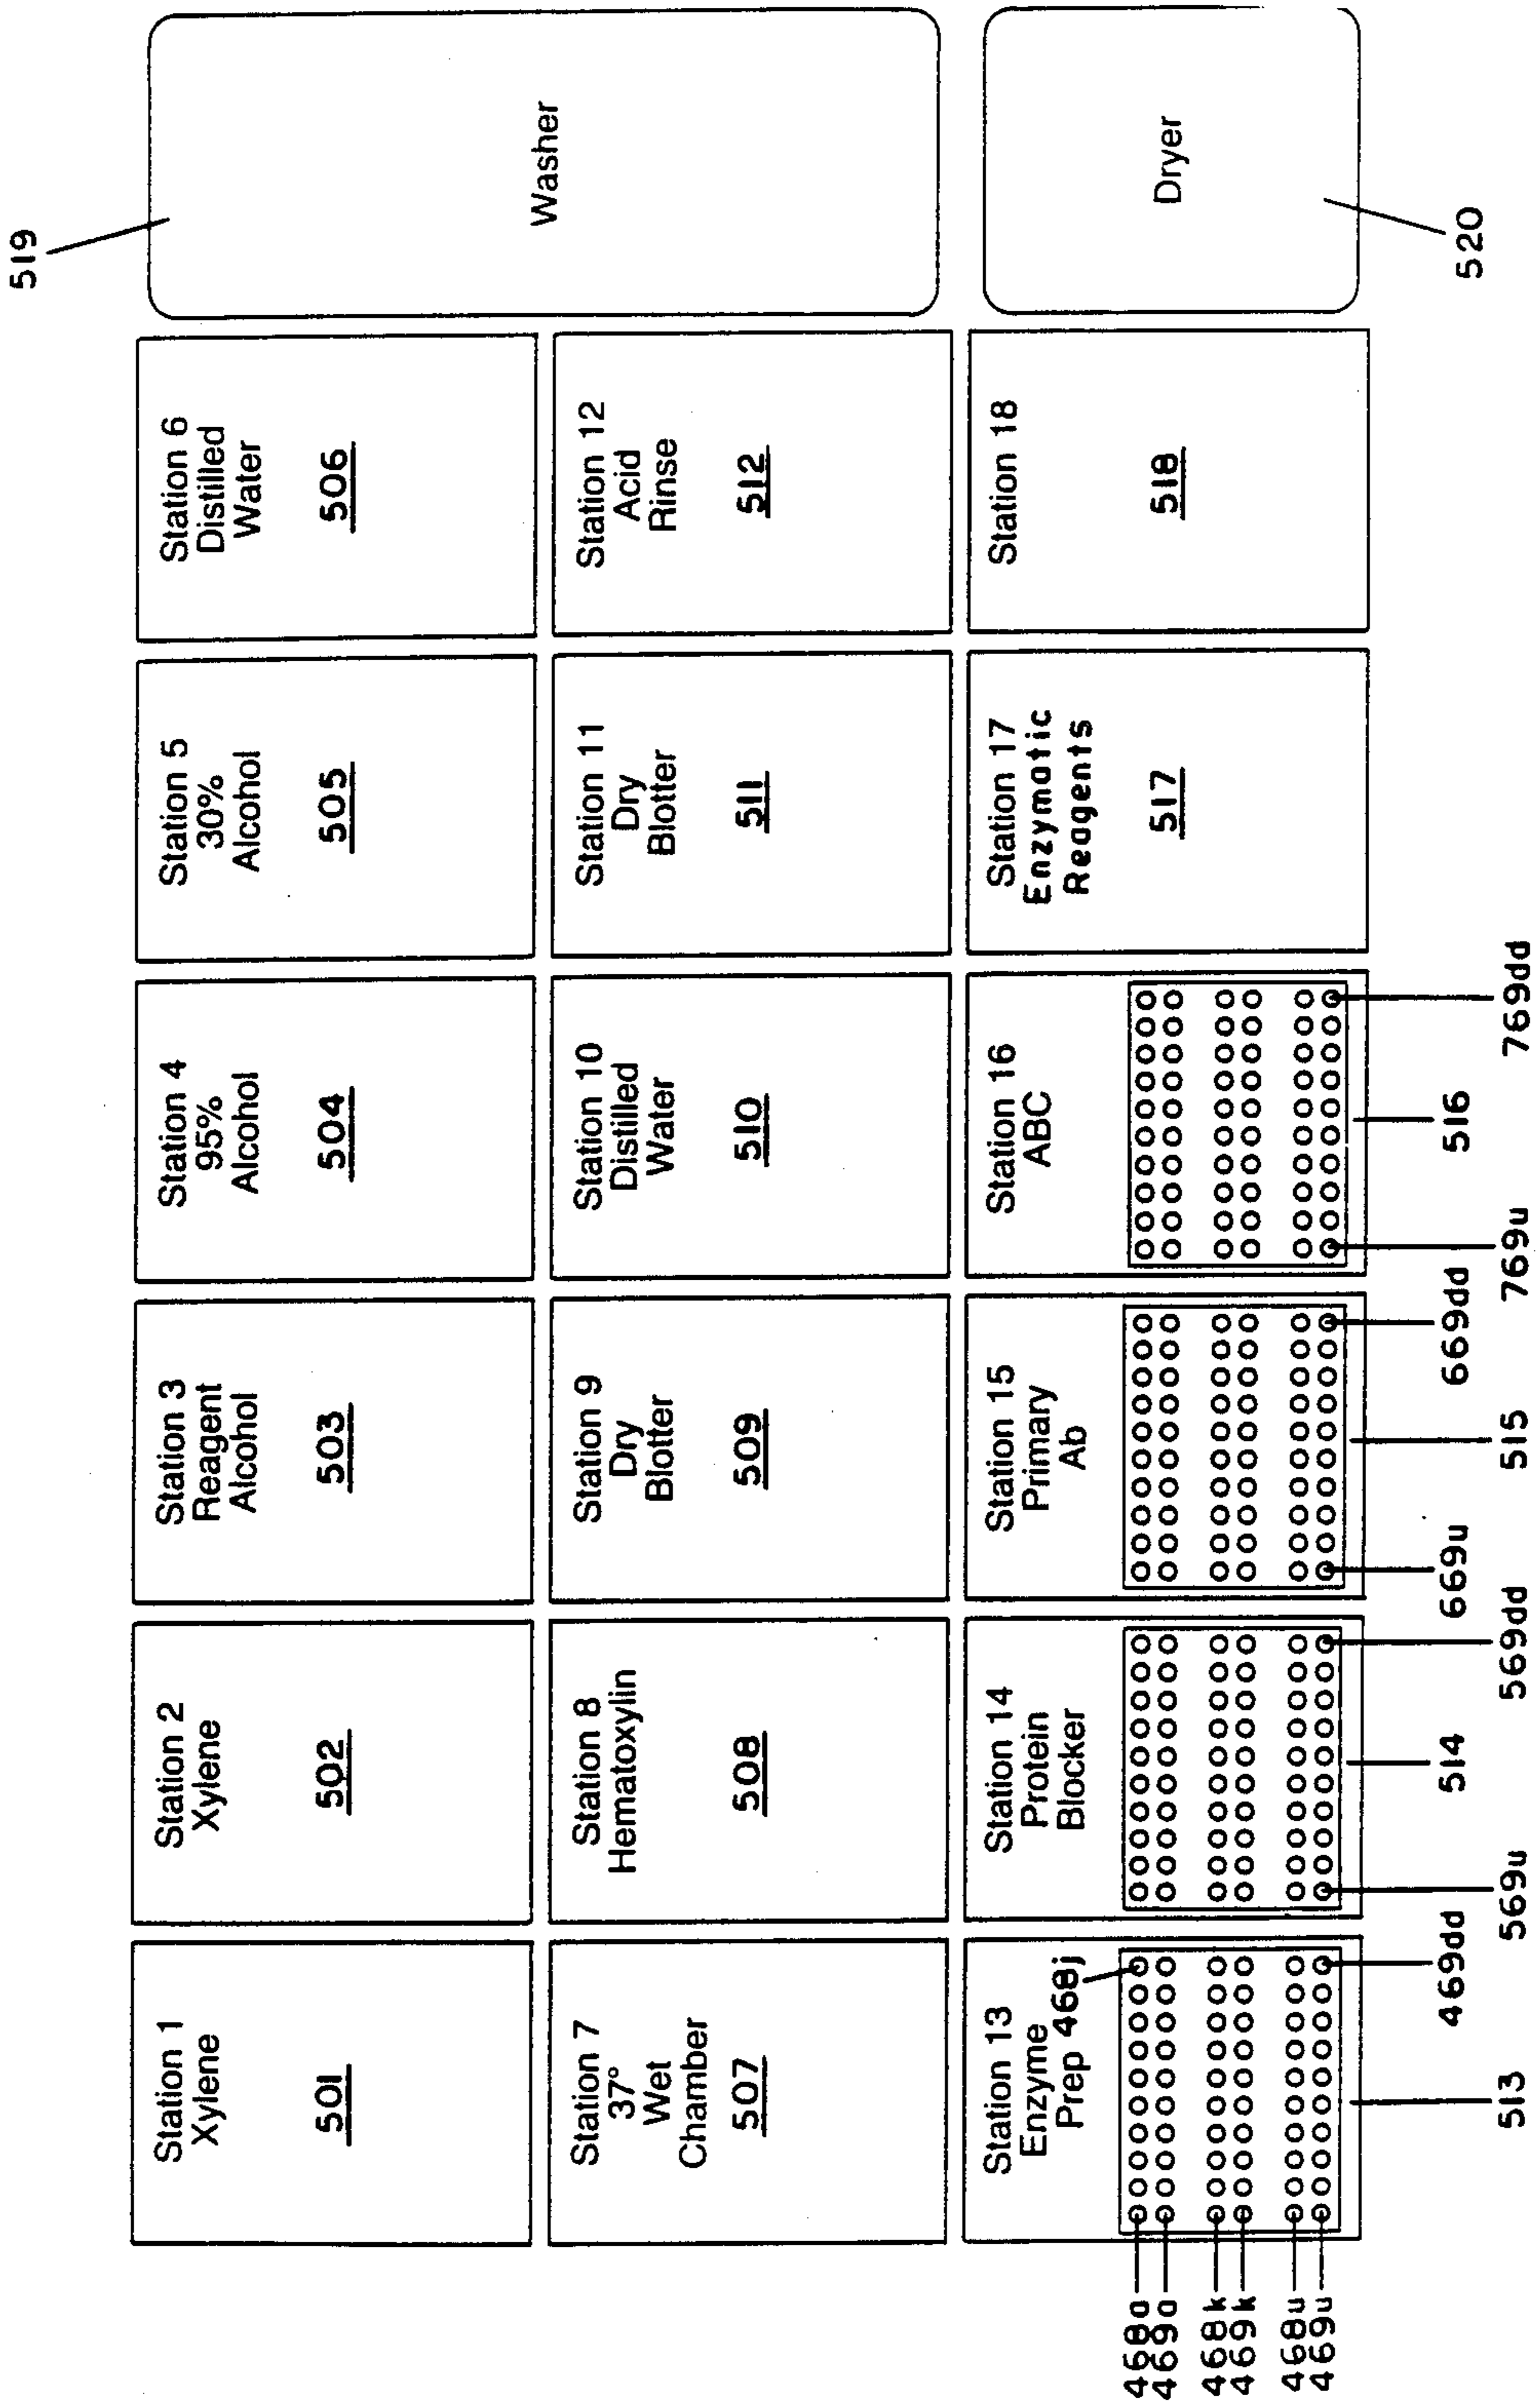 519
Station 1
Xylene
501
Station 2
Xylene
502
Station 3
Reagent
Alcohol
503
Station 4
95%
Alcohol
504
Station 5
30%
Alcohol
505
Station 6
Distilled
Water
506
Washer
Station 7
37°
Wet
Chamber
507
Station 8
Hematoxylin
508
Station 9
Dry
Blotter
509
Station 10
Distilled
Water
510
Station 11
Dry
Blotter
511
Station 12
Acid
Rinse
512
Station 13
Enzyme
Prep 468j
Station 14
Protein
Blocker
Station 15
Primary
Ab
Station 16
ABC
Station 17
Enzymatic
Reagents
517
Station 18
518
Dryer
468a
469a
468k
469k
468u
469u
513
469dd
569u
514
569dd
669u
515
669dd
769u
516
769dd
520